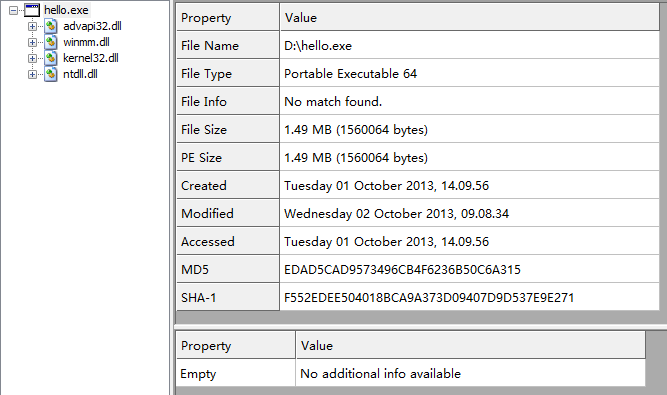 hello.exe
advapi32.dll
winmm.dll
kernel32.dll
ntdll.dll
Property Value
File Name D:\hello.exe
File Type Portable Executable 64
File Info No match found.
File Size 1.49 MB (1560064 bytes)
PE Size 1.49 MB (1560064 bytes)
Created Tuesday 01 October 2013, 14.09.56
Modified Wednesday 02 October 2013, 09.08.34
Accessed Tuesday 01 October 2013, 14.09.56
MD5 EDAD5CAD9573496CB4F6236B50C6A315
SHA-1 F552EDEE504018BCA9A373D09407D9D537E9E271
Property Value
Empty No additional info available